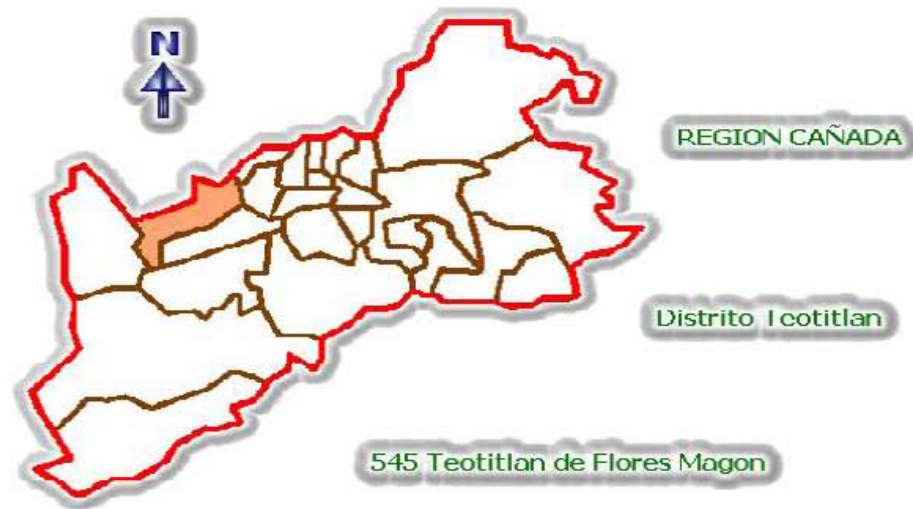 N
REGION CAÑADA
Distrito Teotitlan
545 Teotitlan de Flores Magon